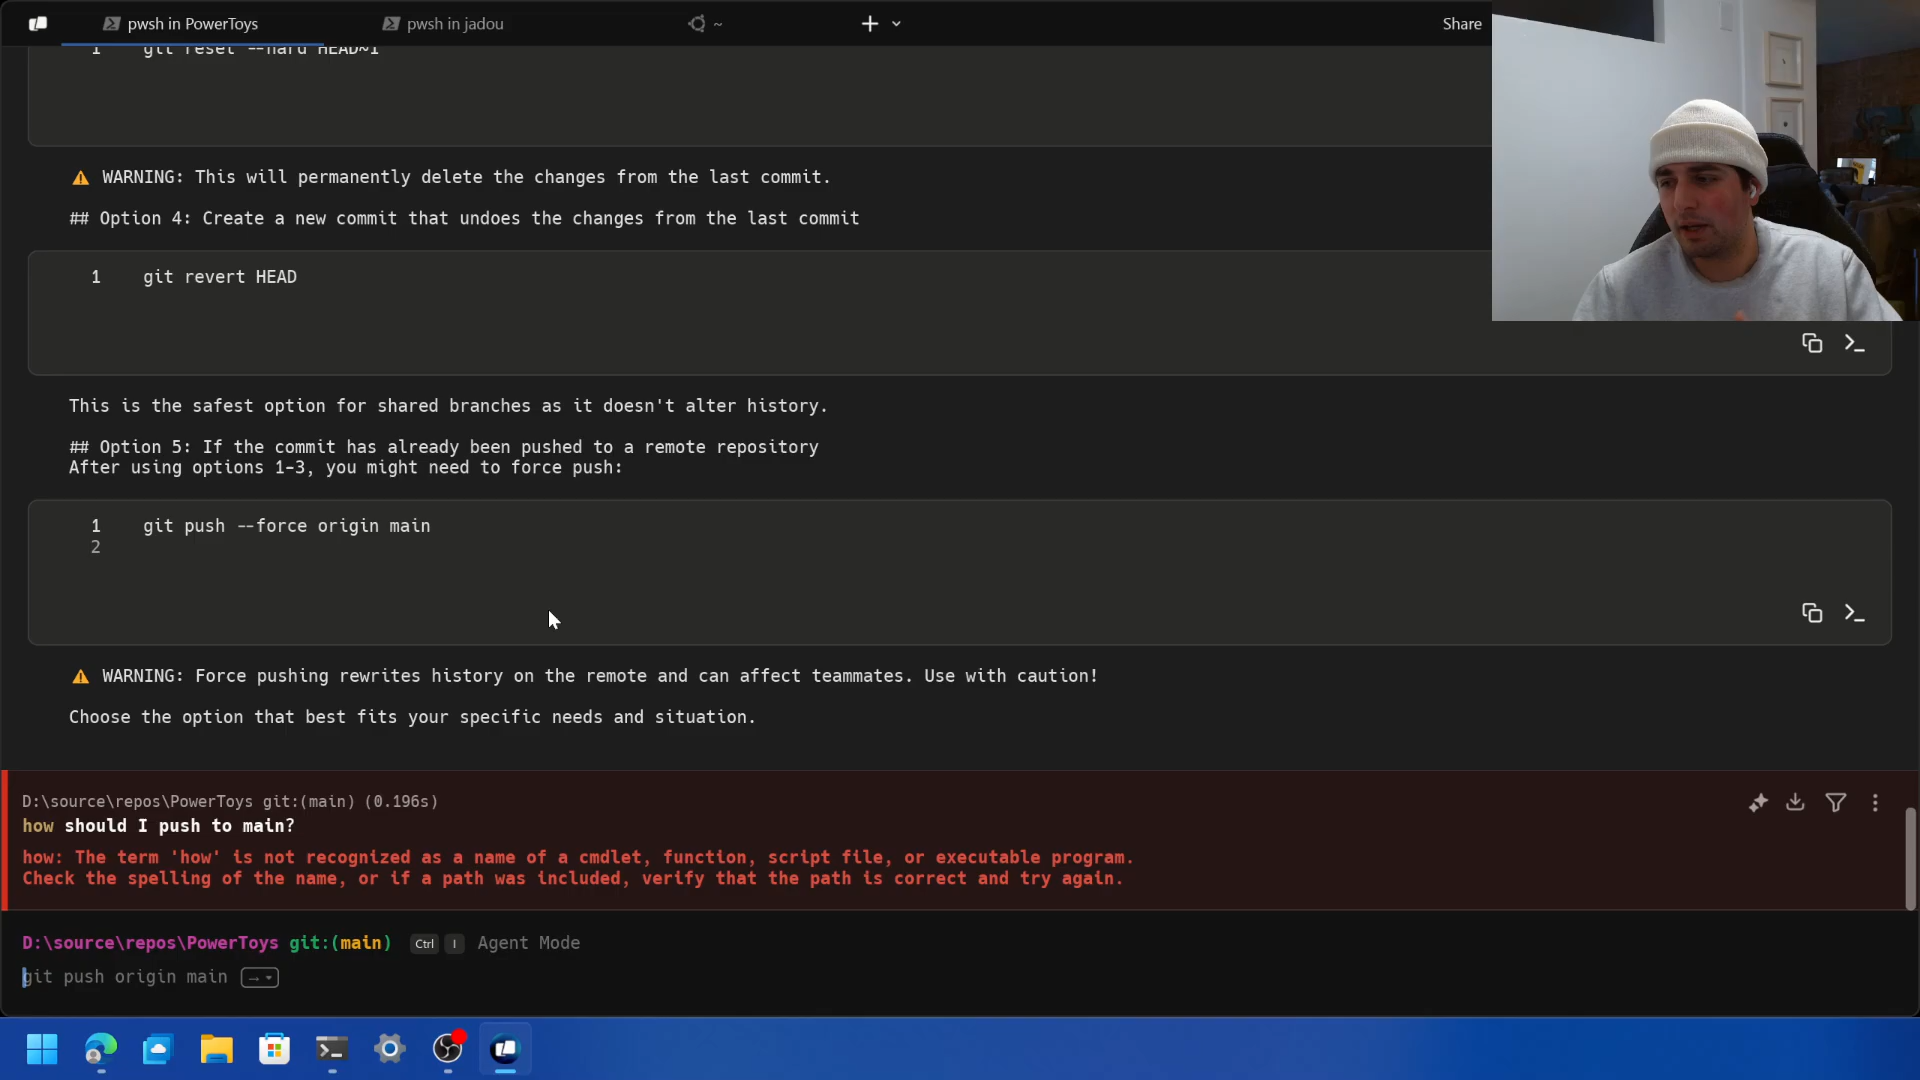 pwsh in PowerToys
pwsh in jadou
~
Share
1 git reset --hard HEAD~1
WARNING: This will permanently delete the changes from the last commit.
## Option 4: Create a new commit that undoes the changes from the last commit
1 git revert HEAD
This is the safest option for shared branches as it doesn't alter history.
## Option 5: If the commit has already been pushed to a remote repository
After using options 1-3, you might need to force push:
1 git push --force origin main
2
WARNING: Force pushing rewrites history on the remote and can affect teammates. Use with caution!
Choose the option that best fits your specific needs and situation.
D:\source\repos\PowerToys git:(main) (0.196s)
how should I push to main?
how: The term 'how' is not recognized as a name of a cmdlet, function, script file, or executable program.
Check the spelling of the name, or if a path was included, verify that the path is correct and try again.
D:\source\repos\PowerToys git:(main) Ctrl I Agent Mode
git push origin main